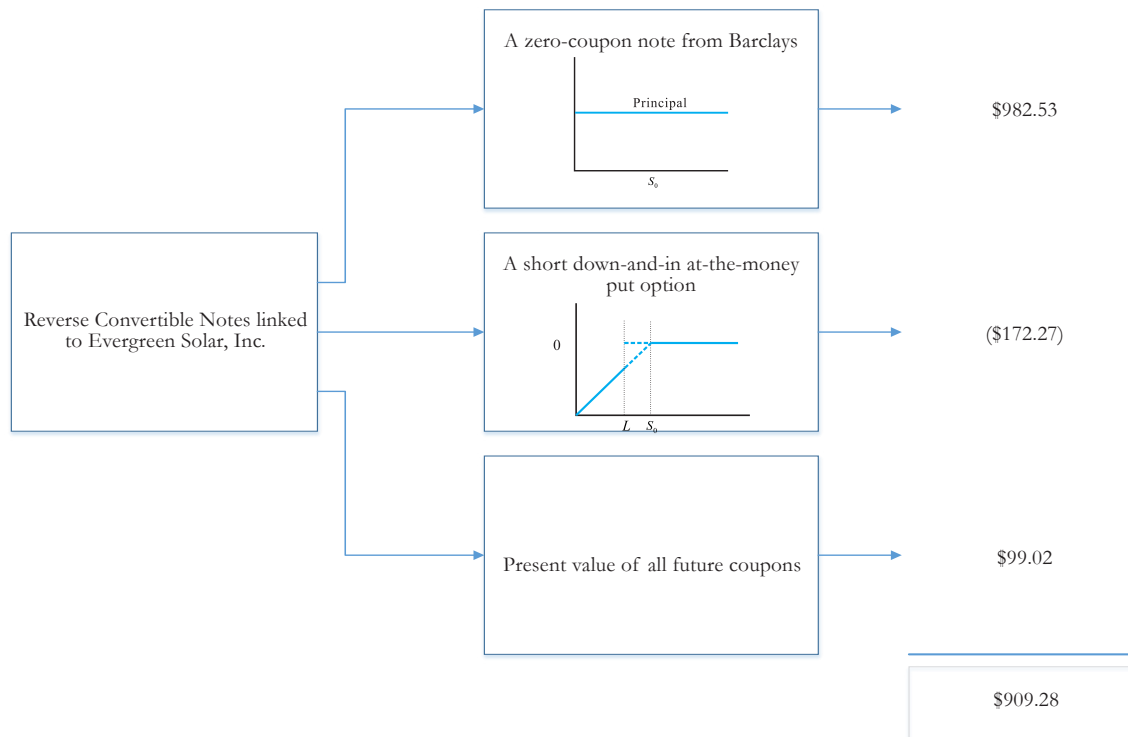 A zero-coupon note from Barclays
Principal
S₀
$982.53
Reverse Convertible Notes linked
to Evergreen Solar, Inc.
A short down-and-in at-the-money
put option
0
L S₀
($172.27)
Present value of all future coupons
$99.02
$909.28